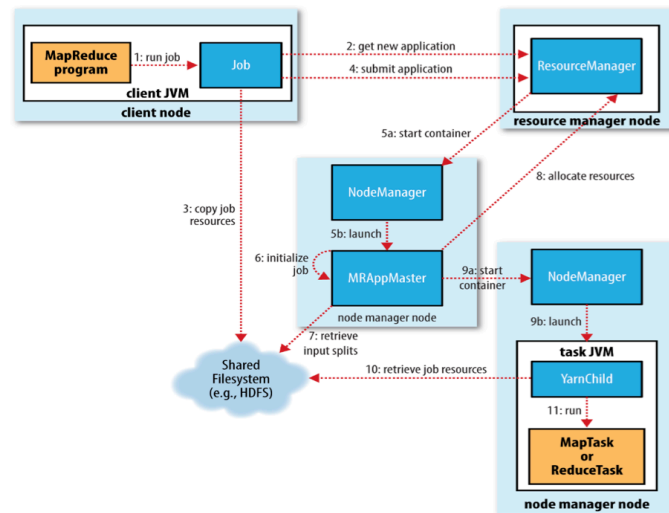 MapReduce
program
1: run job
Job
client JVM
client node
2: get new application
4: submit application
ResourceManager
resource manager node
5a: start container
8: allocate resources
3: copy job
resources
NodeManager
5b: launch
6: initialize
job
MRAppMaster
9a: start
container
node manager node
NodeManager
9b: launch
7: retrieve
input splits
Shared
Filesystem
(e.g., HDFS)
10: retrieve job resources
task JVM
YarnChild
11: run
MapTask
or
ReduceTask
node manager node